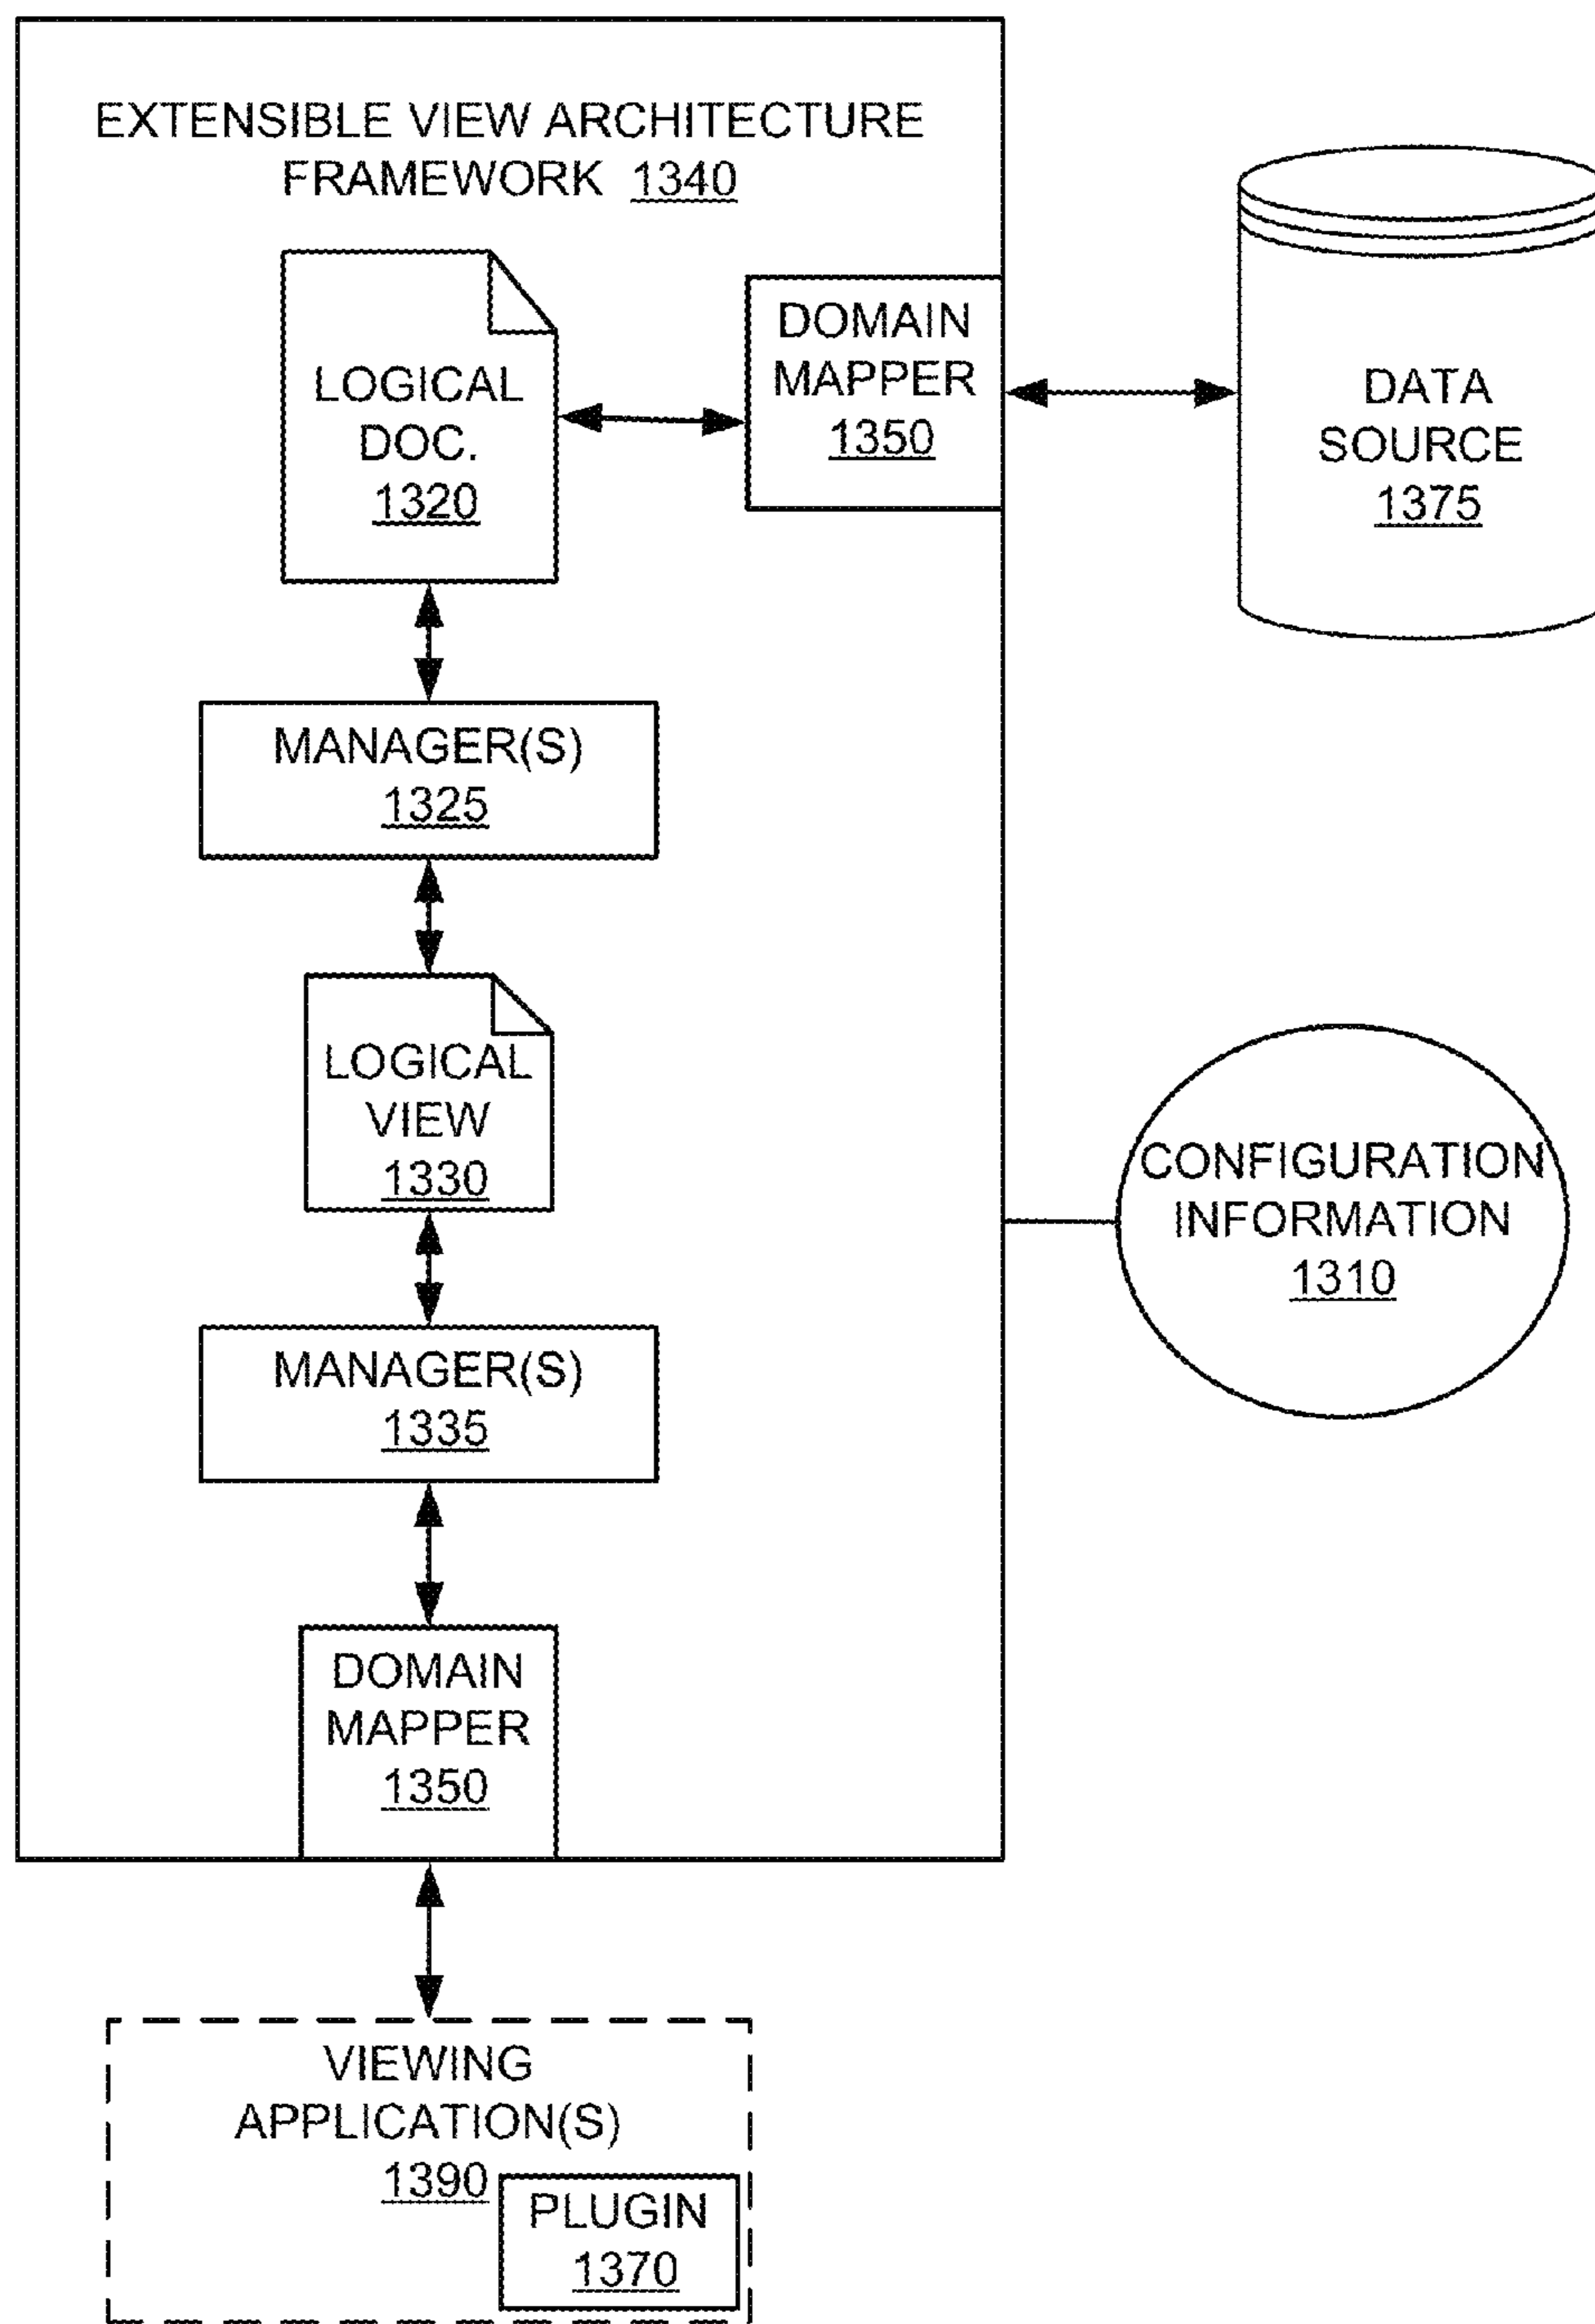 EXTENSIBLE VIEW ARCHITECTURE
FRAMEWORK 1340
LOGICAL
DOC.
1320
DOMAIN
MAPPER
1350
DATA
SOURCE
1375
MANAGER(S)
1325
LOGICAL
VIEW
1330
CONFIGURATION
INFORMATION
1310
MANAGER(S)
1335
DOMAIN
MAPPER
1350
VIEWING
APPLICATION(S)
1390
PLUGIN
1370